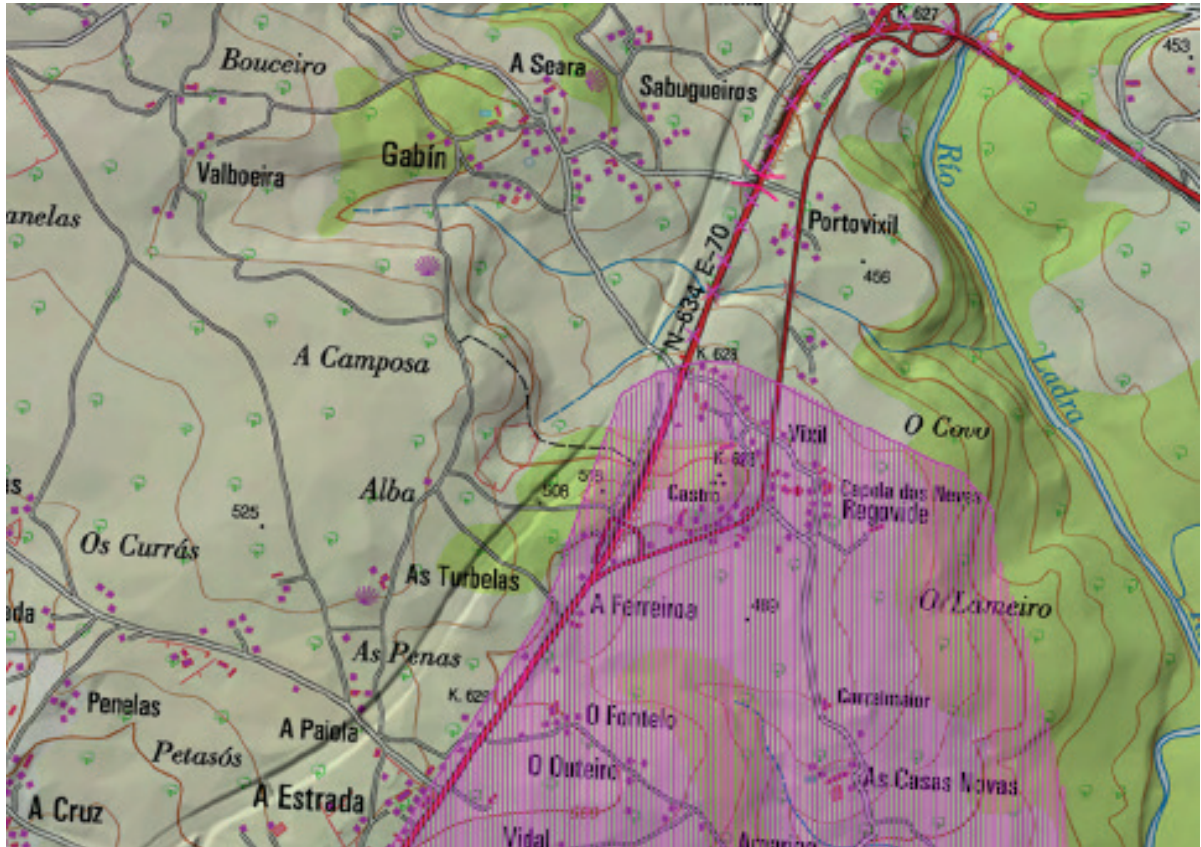 K. 627
453
Bouceiro
A Seara
Sabugueiros
Gabín
Río
Valboeira
anelas
Portovixil
456
N-634/E-70
K. 628
A Camposa
Ladra
O Covo
Vixil
K. 628
Alba
508
Castro
Capela das Neves
Regovide
as
525
Os Currás
As Turbelas
A Ferreiroa
489
O Lameiro
As Penas
K. 629
Penelas
A Paiola
O Fontelo
Carralmaior
Petasós
O Outeiro
As Casas Novas
A Estrada
A Cruz
Vidal